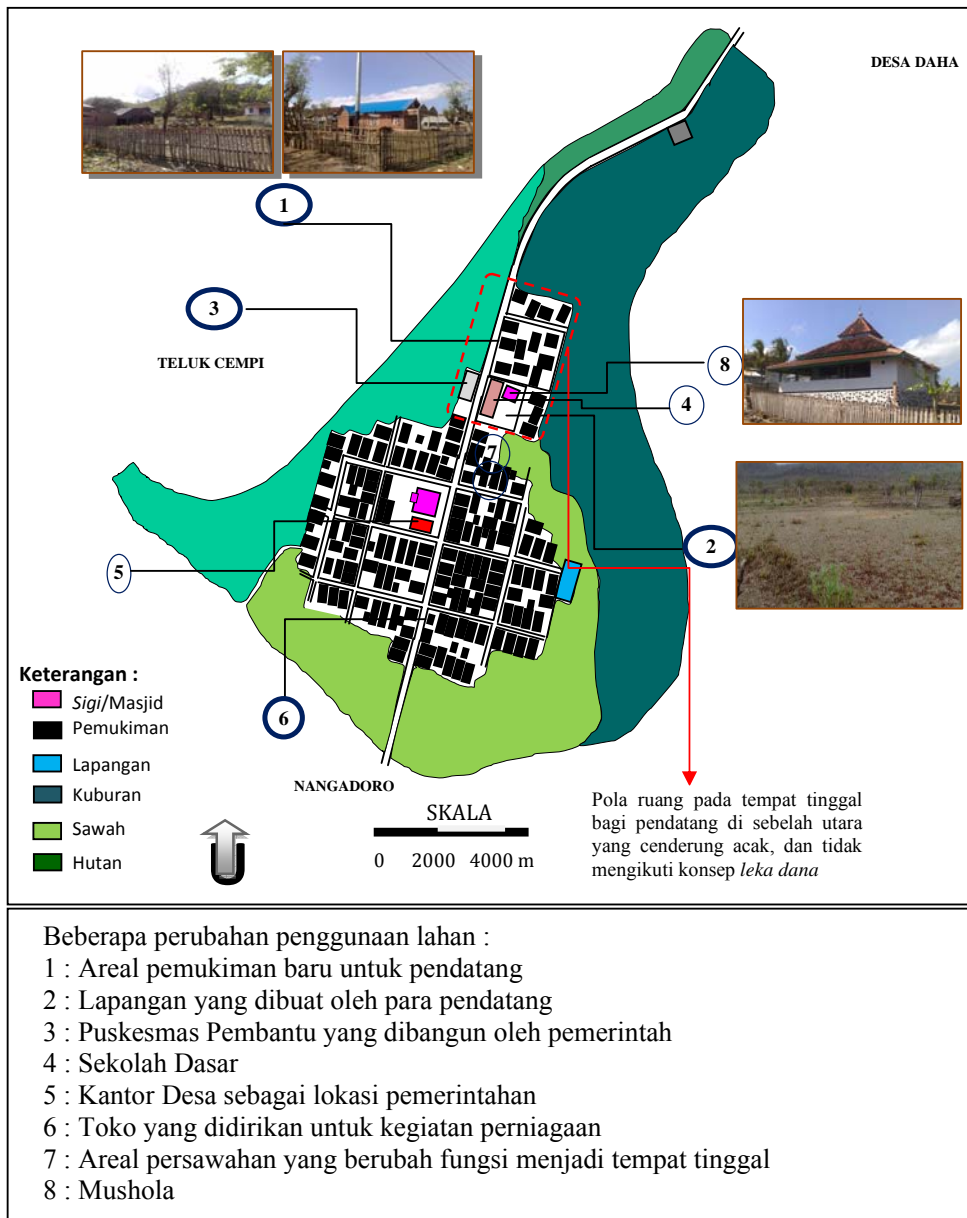 DESA DAHA
1
3
TELUK CEMPI
8
4
7
2
5
6
Keterangan :
Sigi/Masjid
Pemukiman
Lapangan
Kuburan
Sawah
Hutan
NANGADORO
U
SKALA
0 2000 4000 m
Pola ruang pada tempat tinggal
bagi pendatang di sebelah utara
yang cenderung acak, dan tidak
mengikuti konsep leka dana
Beberapa perubahan penggunaan lahan :
1 : Areal pemukiman baru untuk pendatang
2 : Lapangan yang dibuat oleh para pendatang
3 : Puskesmas Pembantu yang dibangun oleh pemerintah
4 : Sekolah Dasar
5 : Kantor Desa sebagai lokasi pemerintahan
6 : Toko yang didirikan untuk kegiatan perniagaan
7 : Areal persawahan yang berubah fungsi menjadi tempat tinggal
8 : Mushola